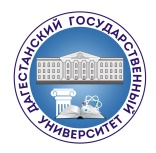 ДАГЕСТАНСКИЙ ГОСУДАРСТВЕННЫЙ
УНИВЕРСИТЕТ